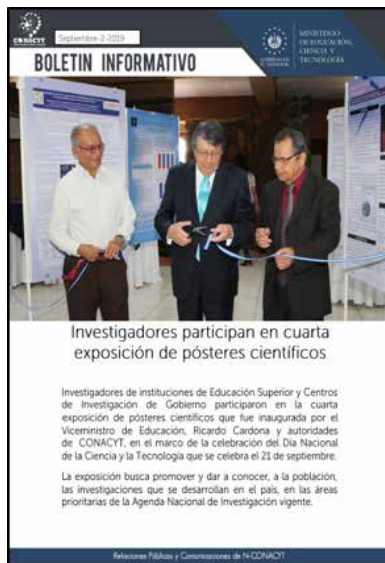 CONACYT
Septiembre-2-2019
MINISTERIO
DE EDUCACIÓN,
CIENCIA Y
TECNOLOGÍA
GOBIERNO DE
EL SALVADOR
BOLETIN INFORMATIVO
Investigadores participan en cuarta
exposición de pósteres científicos
Investigadores de instituciones de Educación Superior y Centros
de Investigación de Gobierno participaron en la cuarta
exposición de pósteres científicos que fue inaugurada por el
Viceministro de Educación, Ricardo Cardona y autoridades
de CONACYT, en el marco de la celebración del Día Nacional
de la Ciencia y la Tecnología que se celebra el 21 de septiembre.
La exposición busca promover y dar a conocer, a la población,
las investigaciones que se desarrollan en el país, en las áreas
prioritarias de la Agenda Nacional de Investigación vigente.
Relaciones Públicas y Comunicaciones de N-CONACYT